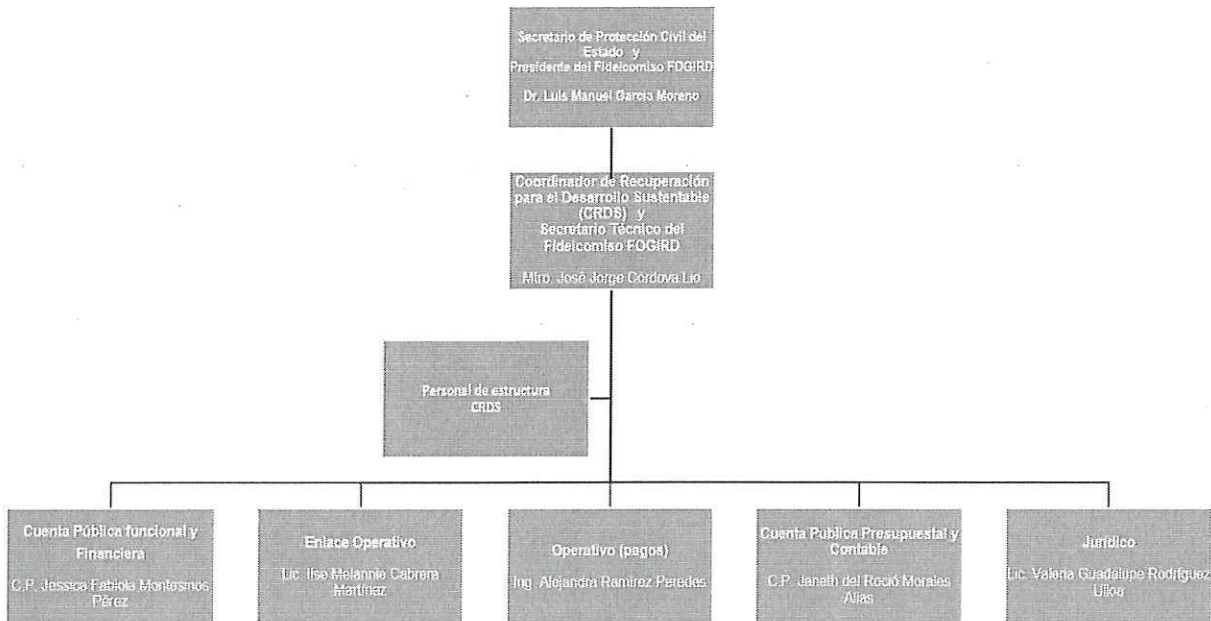 Secretario de Protección Civil del
Estado y
Presidente del Fideicomiso FOGIRD
Dr. Luis Manuel García Moreno
Coordinador de Recuperación
para el Desarrollo Sustentable
(CRDS) y
Secretario Técnico del
Fideicomiso FOGIRD
Mtro. José Jorge Córdova Lio
Personal de estructura
CRDS
Cuenta Pública funcional y
Financiera
C.P. Jessica Fabiola Montesinos
Pérez
Enlace Operativo
Lic. Ilse Melannie Cabrera
Martínez
Operativo (pagos)
Ing. Alejandra Ramírez Paredes
Cuenta Publica Presupuestal y
Contable
C.P. Janeth del Roció Morales
Alias
Jurídico
Lic. Valeria Guadalupe Rodríguez
Ulloa